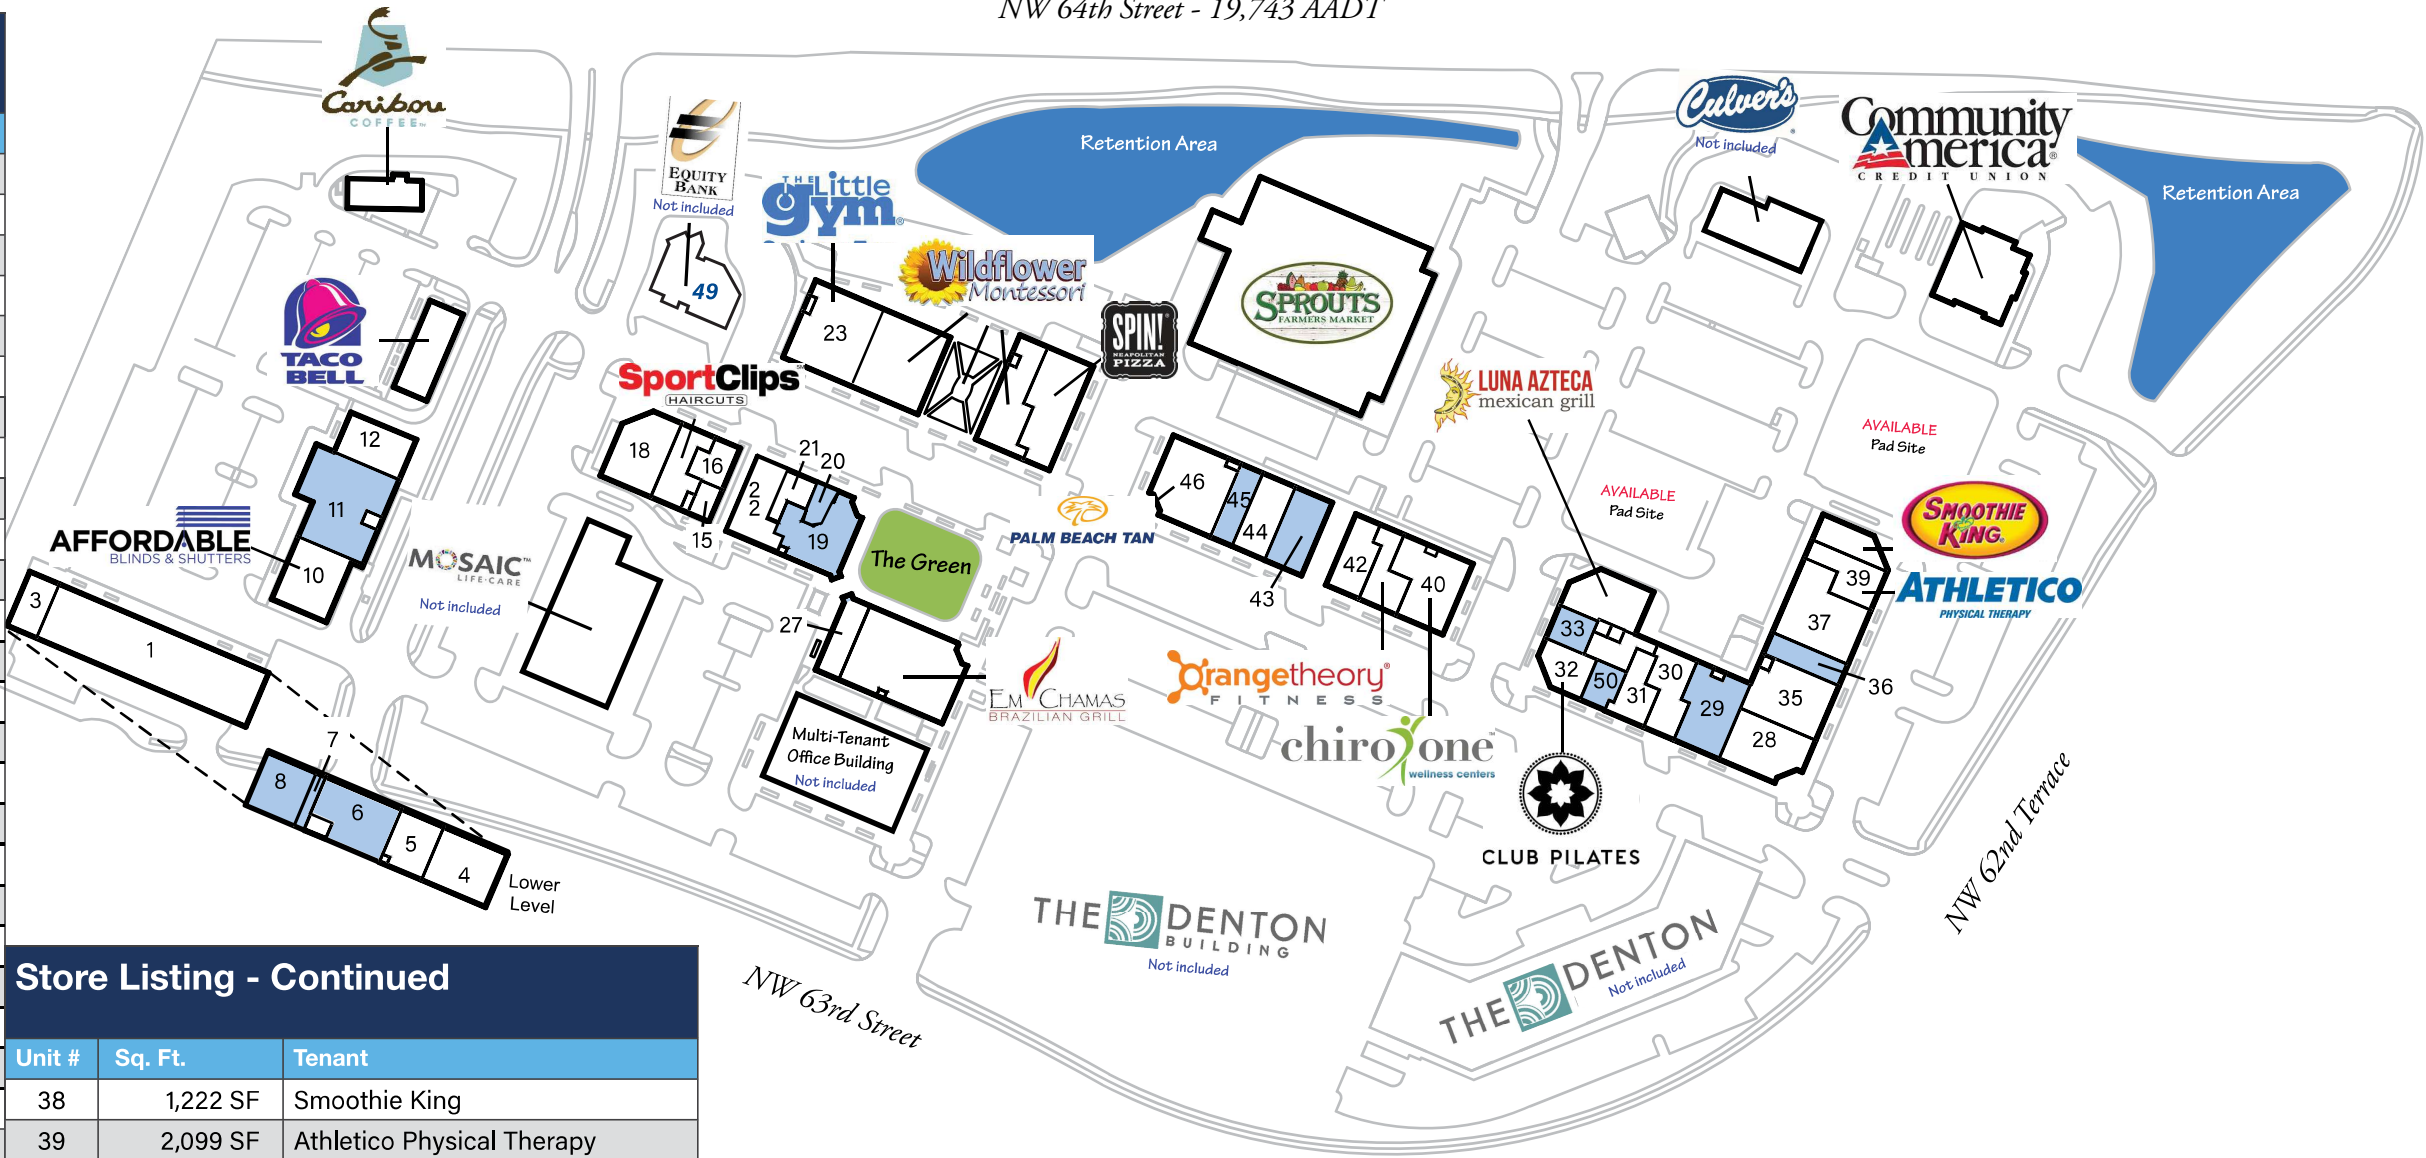 NW 64th Street - 19,743 AADT
Caribou
COFFEE
EQUITY
BANK
Not included
49
THE Little
gym
Wildflower
Montessori
Retention Area
Culver's
Not included
Community
America
CREDIT UNION
Retention Area
TACO
BELL
23
SPIN!
NEAPOLITAN
PIZZA
SPROUTS
FARMERS MARKET
SportClips
HAIRCUTS
LUNA AZTECA
mexican grill
12
11
10
AFFORDABLE
BLINDS & SHUTTERS
MOSAIC
LIFE·CARE
Not included
18
16
15
21
20
22
19
The Green
PALM BEACH TAN
46
45
44
43
42
40
AVAILABLE
Pad Site
AVAILABLE
Pad Site
SMOOTHIE
KING
39
ATHLETICO
PHYSICAL THERAPY
37
36
35
28
33
32
50
31
30
29
3
1
27
EM CHAMAS
BRAZILIAN GRILL
Orangetheory
FITNESS
chiro one
wellness centers
Multi-Tenant
Office Building
Not included
7
8
6
5
4
Lower
Level
CLUB PILATES
THE DENTON
BUILDING
Not included
THE DENTON
Not included
NW 62nd Terrace
NW 63rd Street
Store Listing - Continued
Unit # Sq. Ft. Tenant
38 1,222 SF Smoothie King
39 2,099 SF Athletico Physical Therapy